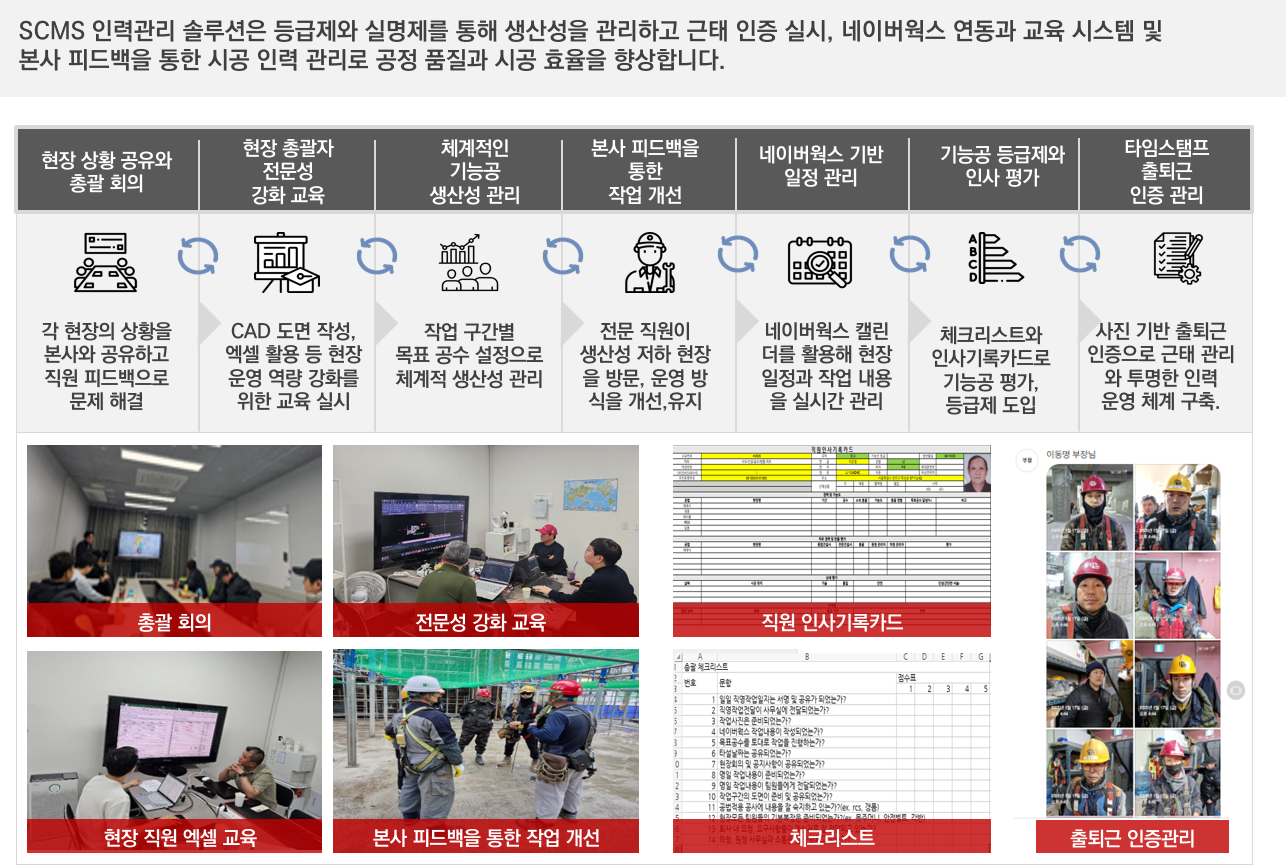 SCMS 인력관리 솔루션은 등급제와 실명제를 통해 생산성을 관리하고 근태 인증 실시, 네이버웍스 연동과 교육 시스템 및
본사 피드백을 통한 시공 인력 관리로 공정 품질과 시공 효율을 향상합니다.
현장 상황 공유와
총괄 회의
현장 총괄자
전문성
강화 교육
체계적인
기능공
생산성 관리
본사 피드백을
통한
작업 개선
네이버웍스 기반
일정 관리
기능공 등급제와
인사 평가
타임스탬프
출퇴근
인증 관리
A
B
C
D
각 현장의 상황을
본사와 공유하고
직원 피드백으로
문제 해결
CAD 도면 작성,
엑셀 활용 등 현장
운영 역량 강화를
위한 교육 실시
작업 구간별
목표 공수 설정으로
체계적 생산성 관리
전문 직원이
생산성 저하 현장
을 방문, 운영 방
식을 개선,유지
네이버웍스 캘린
더를 활용해 현장
일정과 작업 내용
을 실시간 관리
체크리스트와
인사기록카드로
기능공 평가,
등급제 도입
사진 기반 출퇴근
인증으로 근태 관리
와 투명한 인력
운영 체계 구축.
총괄 회의
전문성 강화 교육
직원인사기록카드
직원 인사기록카드
이동명 부장님
현장 직원 엑셀 교육
본사 피드백을 통한 작업 개선
A B C D E F G
총괄 체크리스트
번호 문항 점수표
1 2 3 4 5
1 일일 직영작업일지는 서명 및 공유가 되었는가?
2 직영작업전달이 사무실에 전달되었는가?
3 작업사진은 준비되었는가?
4 네이버웍스 작업내용이 작성되었는가?
5 목표공수를 토대로 작업을 진행하는가?
6 타설날짜는 공유되었는가?
7 현장회의 및 공지사항이 공유되었는가?
8 명일 작업내용이 준비되었는가?
9 명일 작업내용이 팀원들에게 전달되었는가?
10 작업구간의 도면이 준비 및 공유되었는가?
11 공법적용 공사에 내용을 잘 숙지하고 있는가?(ex. rcs, 갱폼)
체크리스트
출퇴근 인증관리